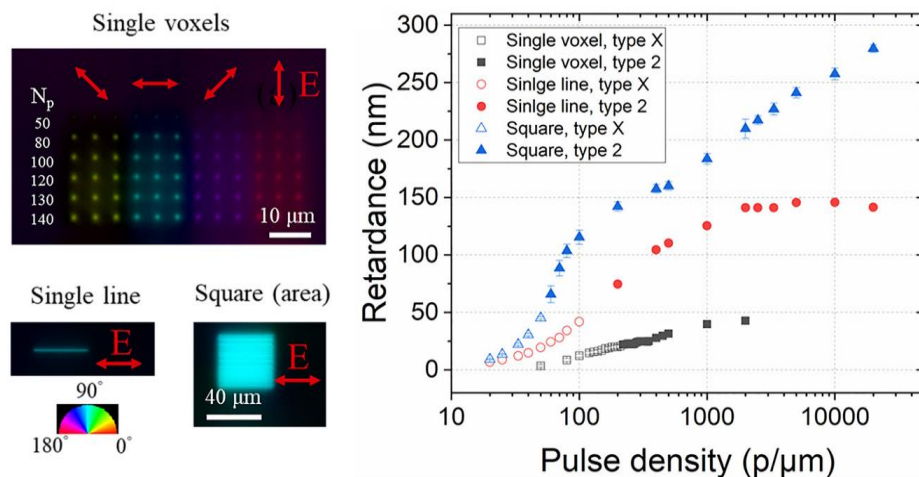 Single voxels
E
Np
50
80
100
120
130
140
10 μm
Single line
E
90°
180°
0°
Square (area)
E
40 μm
Retardance (nm)
300
250
200
150
100
50
0
Single voxel, type X
Single voxel, type 2
Sinlge line, type X
Sinlge line, type 2
Square, type X
Square, type 2
10
100
1000
10000
Pulse density (p/μm)